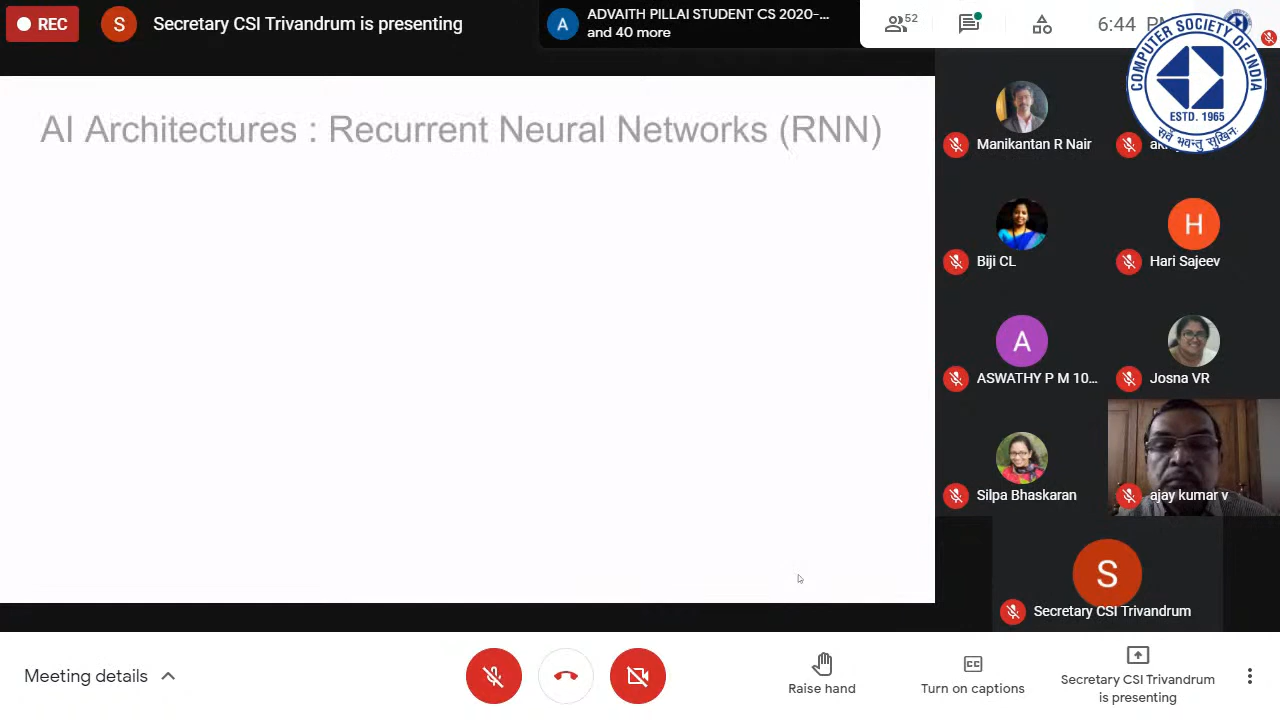 REC
S
Secretary CSI Trivandrum is presenting
A
ADVAITH PILLAI STUDENT CS 2020-...
and 40 more
52
6:44
COMPUTER SOCIETY OF INDIA
ESTD. 1965
सर्वे भवन्तु सुखिनः
AI Architectures : Recurrent Neural Networks (RNN)
Manikantan R Nair
Biji CL
H
Hari Sajeev
A
ASWATHY P M 10...
Josna VR
Silpa Bhaskaran
ajay kumar v
S
Secretary CSI Trivandrum
Meeting details
Raise hand
CC
Turn on captions
Secretary CSI Trivandrum
is presenting